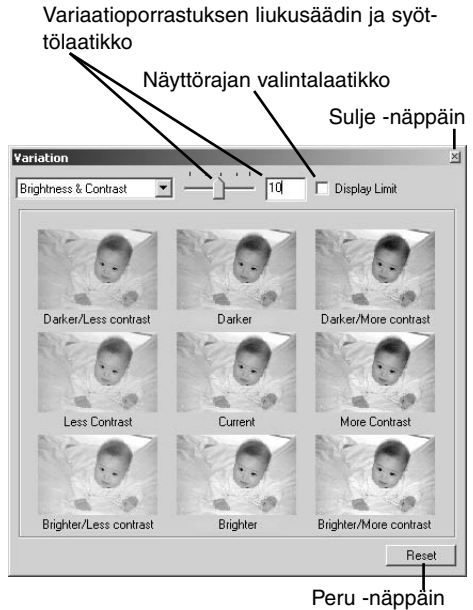 Variaatioporrastuksen liukusäädin ja syöt-
tölaatikko
Näyttörajan valintalaatikko
Sulje -näppäin
Variation
Brightness & Contrast 10 Display Limit
Darker/Less contrast Darker Darker/More contrast
Less Contrast Current More Contrast
Brighter/Less contrast Brighter Brighter/More contrast
Reset
Peru -näppäin